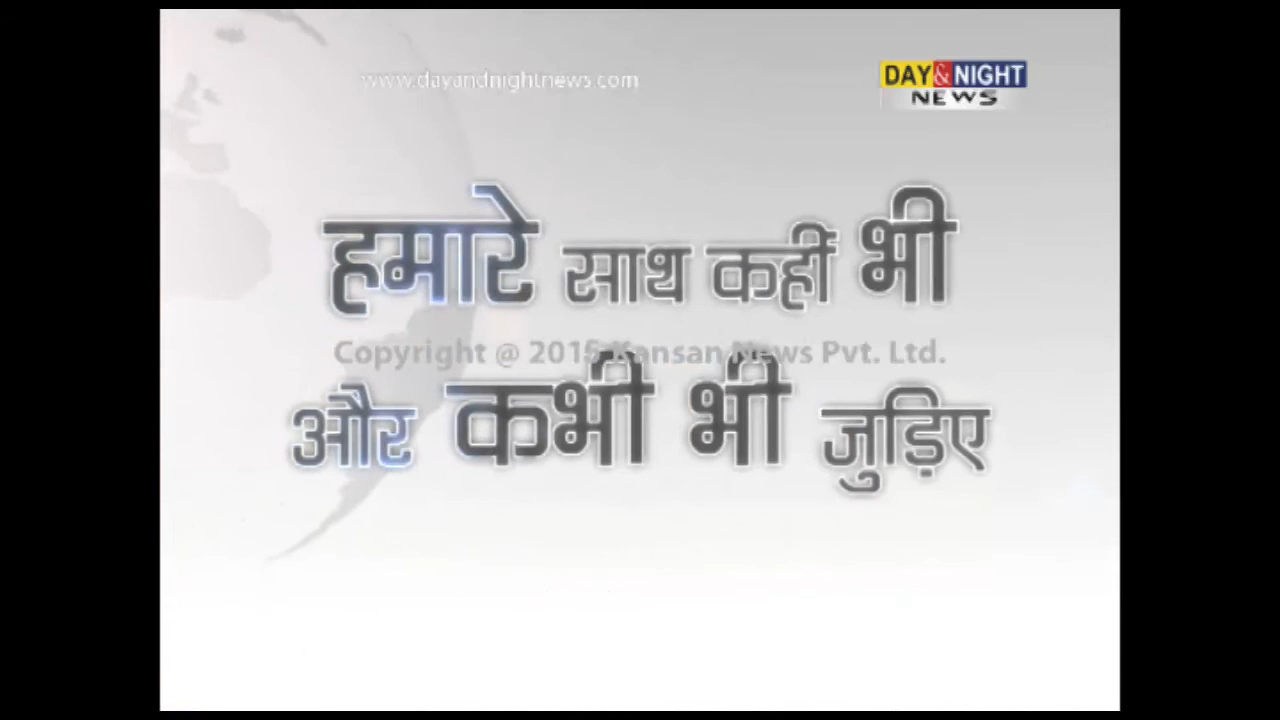 www.dayandnightnews.com
DAY & NIGHT
NEWS
हमारे साथ कहीं भी
Copyright @ 2015 Kansan News Pvt. Ltd.
और कभी भी जुड़िए